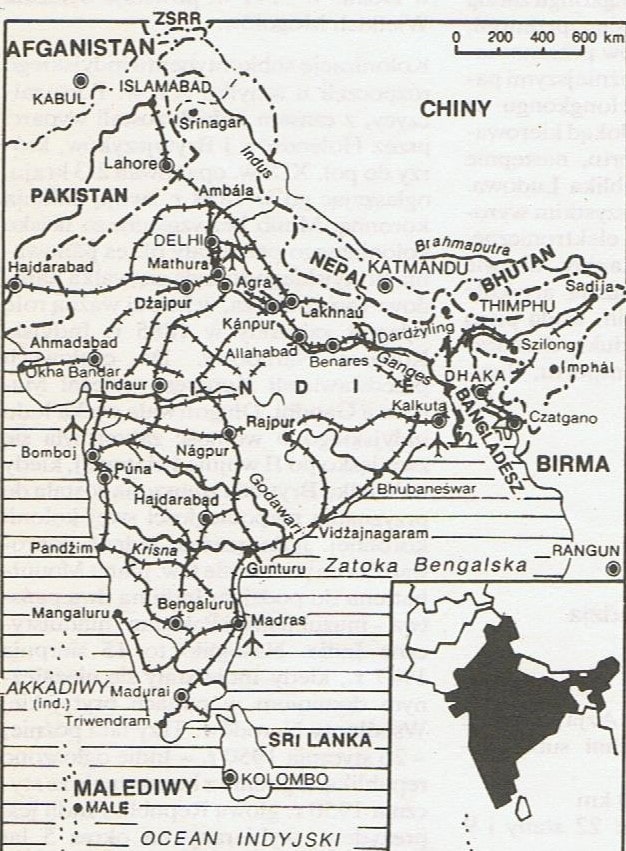 ZSRR
AFGANISTAN
0 200 400 600 km
KABUL
ISLAMABAD
CHINY
Srinagar
Lahore
Indus
PAKISTAN
Ambála
DELHI
Brahmaputra
Hajdarabad
Mathura
NEPAL
KATMANDU
BHUTAN
Sadija
Agra
THIMPHU
Dżajpur
Lakhnáu
Kánpur
Dardżyling
Ahmadabad
Allahabad
Szilong
Okha Bandar
Benares
Ganges
Imphál
Indaur
INDIE
DHAKA
Kalkuta
Rajpur
BANGLADESZ
Czatgano
Bomboj
Nágpur
Púna
Godawari
Bhubaneśwar
BIRMA
Hajdarabad
Vidżajnagaram
Pandżim
Krisna
RANGUN
Gunturu
Zatoka Bengalska
Mangaluru
Bengaluru
Madras
AKKADIWY
(ind.)
Madurai
Triwendram
SRI LANKA
KOLOMBO
MALEDIWY
MALE
OCEAN INDYJSKI